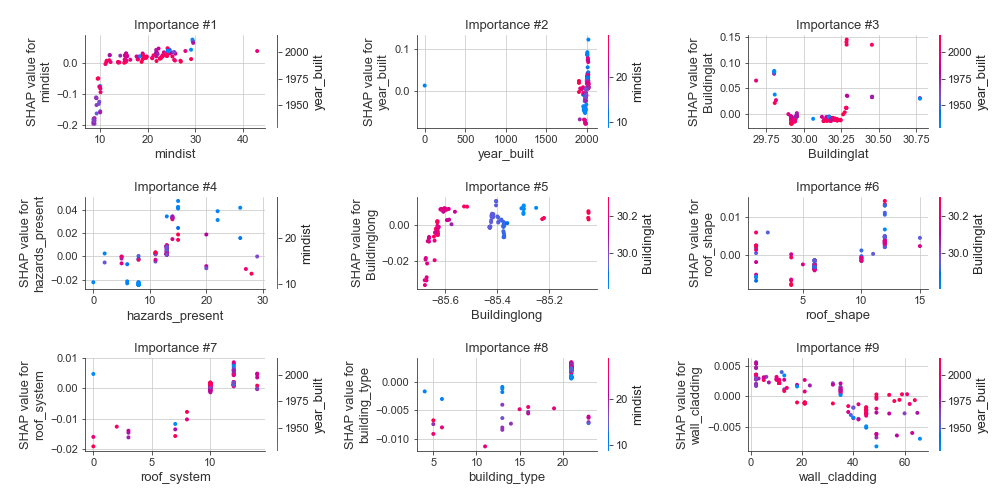 Importance #1
SHAP value for
mindist
0.0
−0.1
−0.2
10
20
30
40
mindist
2000
1975
1950
year_built
Importance #2
SHAP value for
year_built
0.1
0.0
0
500
1000
1500
2000
year_built
20
10
mindist
Importance #3
SHAP value for
Buildinglat
0.15
0.10
0.05
0.00
29.75
30.00
30.25
30.50
30.75
Buildinglat
2000
1975
1950
year_built
Importance #4
SHAP value for
hazards_present
0.04
0.02
0.00
−0.02
0
10
20
30
hazards_present
20
10
mindist
Importance #5
SHAP value for
Buildinglong
0.00
−0.02
−85.6
−85.4
−85.2
Buildinglong
30.2
30.0
Buildinglat
Importance #6
SHAP value for
roof_shape
0.01
0.00
5
10
15
roof_shape
30.2
30.0
Buildinglat
Importance #7
SHAP value for
roof_system
0.01
0.00
−0.01
−0.02
0
5
10
roof_system
2000
1975
1950
year_built
Importance #8
SHAP value for
building_type
0.000
−0.005
−0.010
5
10
15
20
building_type
20
10
mindist
Importance #9
SHAP value for
wall_cladding
0.005
0.000
−0.005
0
20
40
60
wall_cladding
2000
1975
1950
year_built